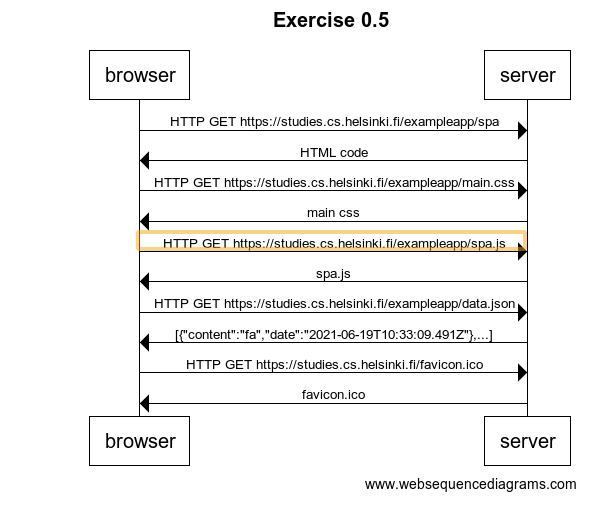 Exercise 0.5
browser
server
HTTP GET https://studies.cs.helsinki.fi/exampleapp/spa
HTML code
HTTP GET https://studies.cs.helsinki.fi/exampleapp/main.css
main css
HTTP GET https://studies.cs.helsinki.fi/exampleapp/spa.js
spa.js
HTTP GET https://studies.cs.helsinki.fi/exampleapp/data.json
[{"content":"fa","date":"2021-06-19T10:33:09.491Z"},...]
HTTP GET https://studies.cs.helsinki.fi/favicon.ico
favicon.ico
browser
server
www.websequencediagrams.com